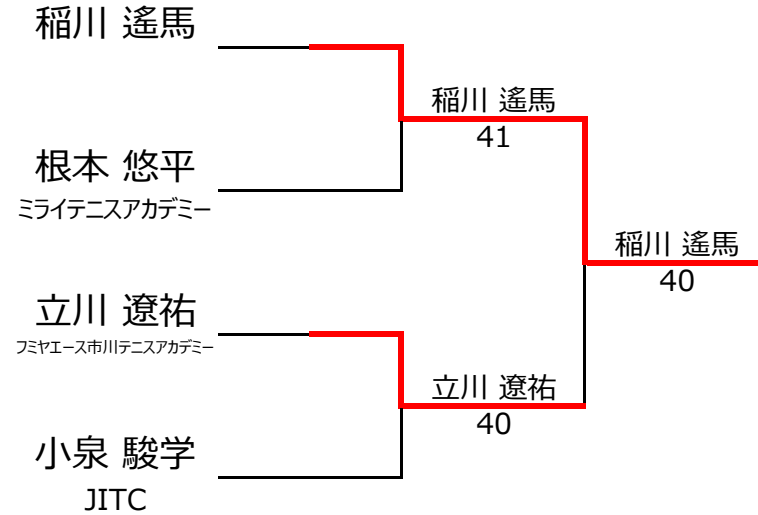 稲川 遙馬
根本 悠平
ミライテニスアカデミー
立川 遼祐
フミヤエース市川テニスアカデミー
小泉 駿学
JITC
稲川 遙馬
41
立川 遼祐
40
稲川 遙馬
40